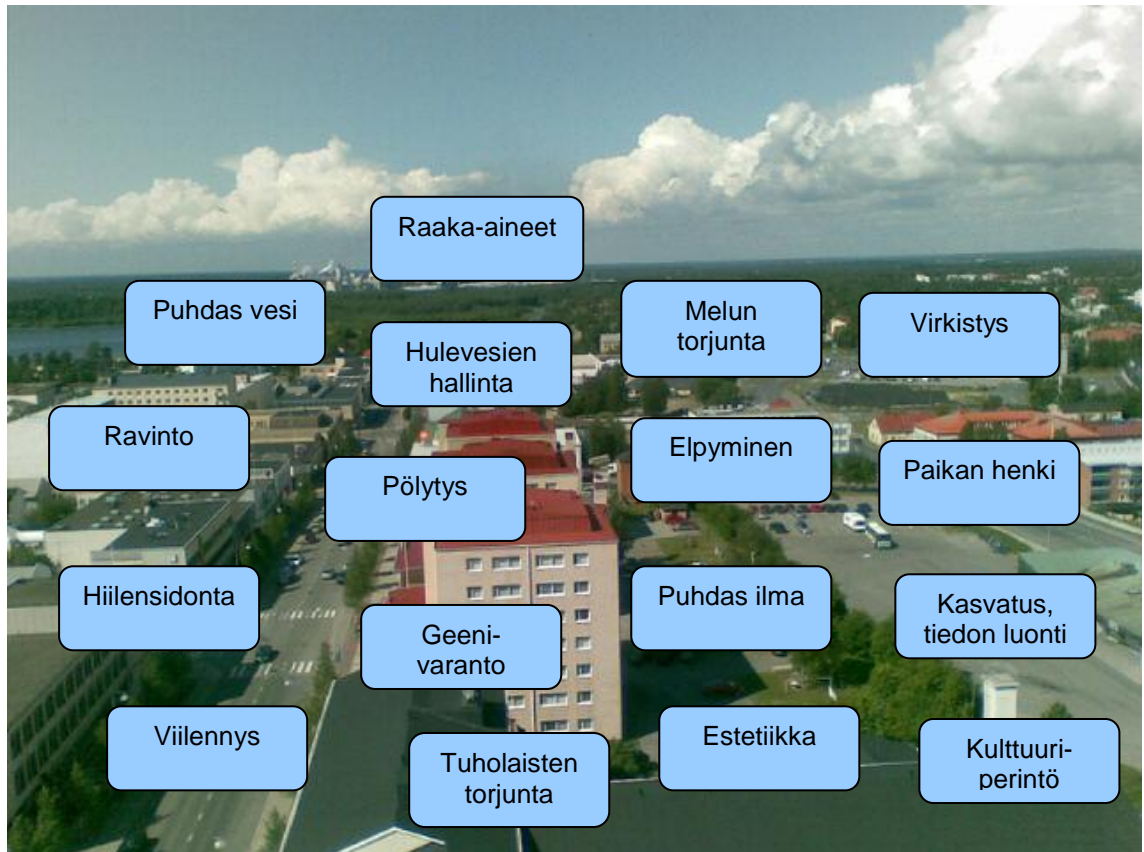 Raaka-aineet
Puhdas vesi
Melun
torjunta
Virkistys
Hulevesien
hallinta
Ravinto
Elpyminen
Paikan henki
Pölytys
Hiilensidonta
Puhdas ilma
Kasvatus,
tiedon luonti
Geeni-
varanto
Viilennys
Estetiikka
Kulttuuri-
perintö
Tuholaisten
torjunta